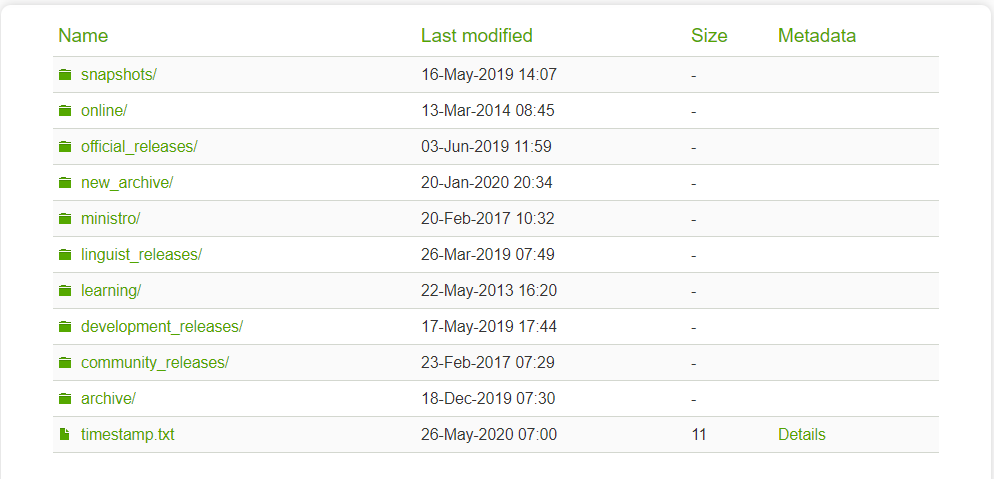 Name Last modified Size Metadata
snapshots/ 16-May-2019 14:07 -
online/ 13-Mar-2014 08:45 -
official_releases/ 03-Jun-2019 11:59 -
new_archive/ 20-Jan-2020 20:34 -
ministro/ 20-Feb-2017 10:32 -
linguist_releases/ 26-Mar-2019 07:49 -
learning/ 22-May-2013 16:20 -
development_releases/ 17-May-2019 17:44 -
community_releases/ 23-Feb-2017 07:29 -
archive/ 18-Dec-2019 07:30 -
timestamp.txt 26-May-2020 07:00 11 Details